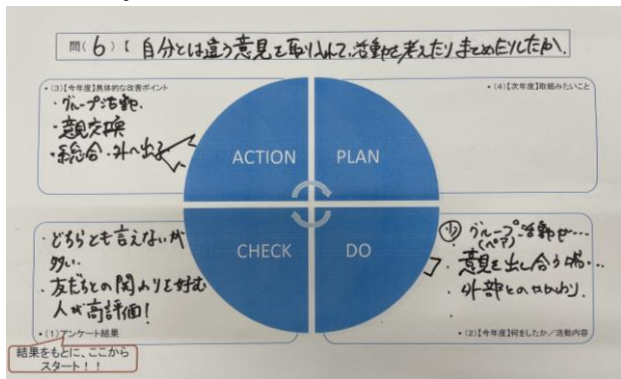 問(6)【自分とは違う意見を取り入れて、活動を考えたりまとめたりしたか。
・(3)【今年度】具体的な改善ポイント
・グループ活動、
・意見交換
・総合・外へ出る
・(4)【次年度】取組みたいこと
ACTION
PLAN
CHECK
DO
・どちらとも言えないが
多い.
・友だちとの関わりを好む
人が高評価!
・(1)アンケート結果
結果をもとに、ここから
スタート!!
少 グループ活動
(ペア)
・意見を出し合う場…
・外部とのかかわり.
・(2)【今年度】何をしたか/活動内容